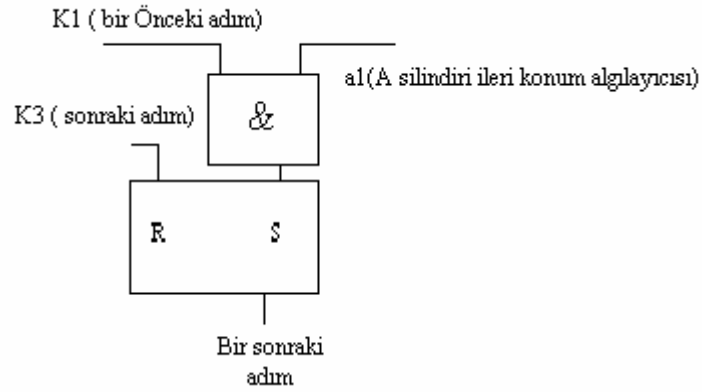 K1 ( bir Önceki adım)
a1(A silindiri ileri konum algılayıcısı)
&
K3 ( sonraki adım)
R
S
Bir sonraki
adım